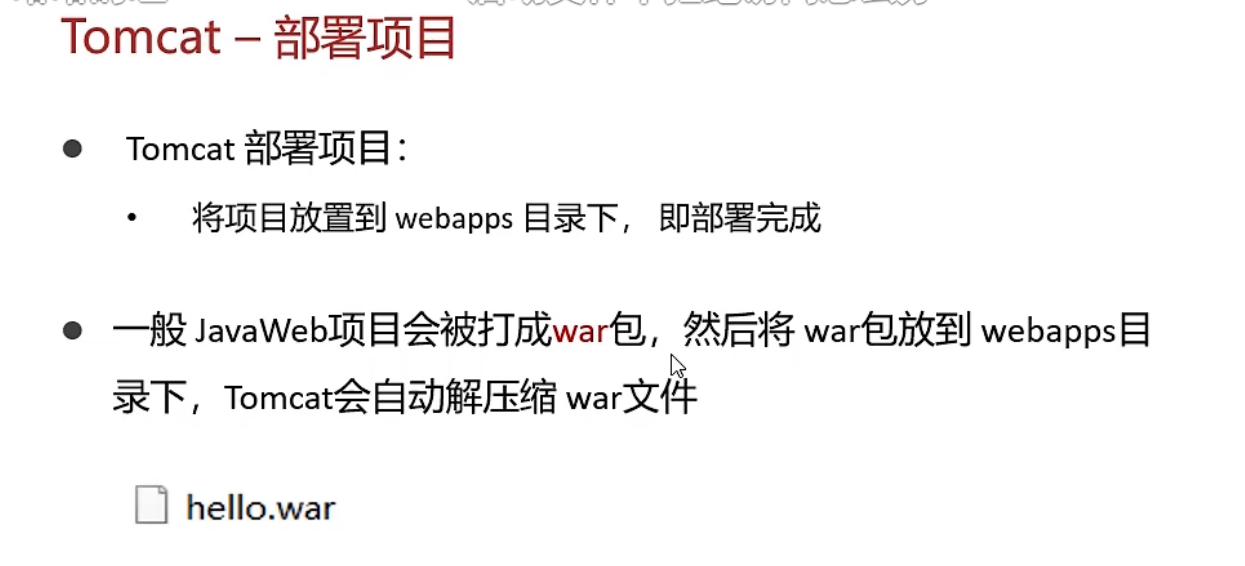 Tomcat – 部署项目
Tomcat 部署项目：
将项目放置到 webapps 目录下， 即部署完成
一般 JavaWeb项目会被打成war包，然后将 war包放到 webapps目
录下，Tomcat会自动解压缩 war文件
hello.war